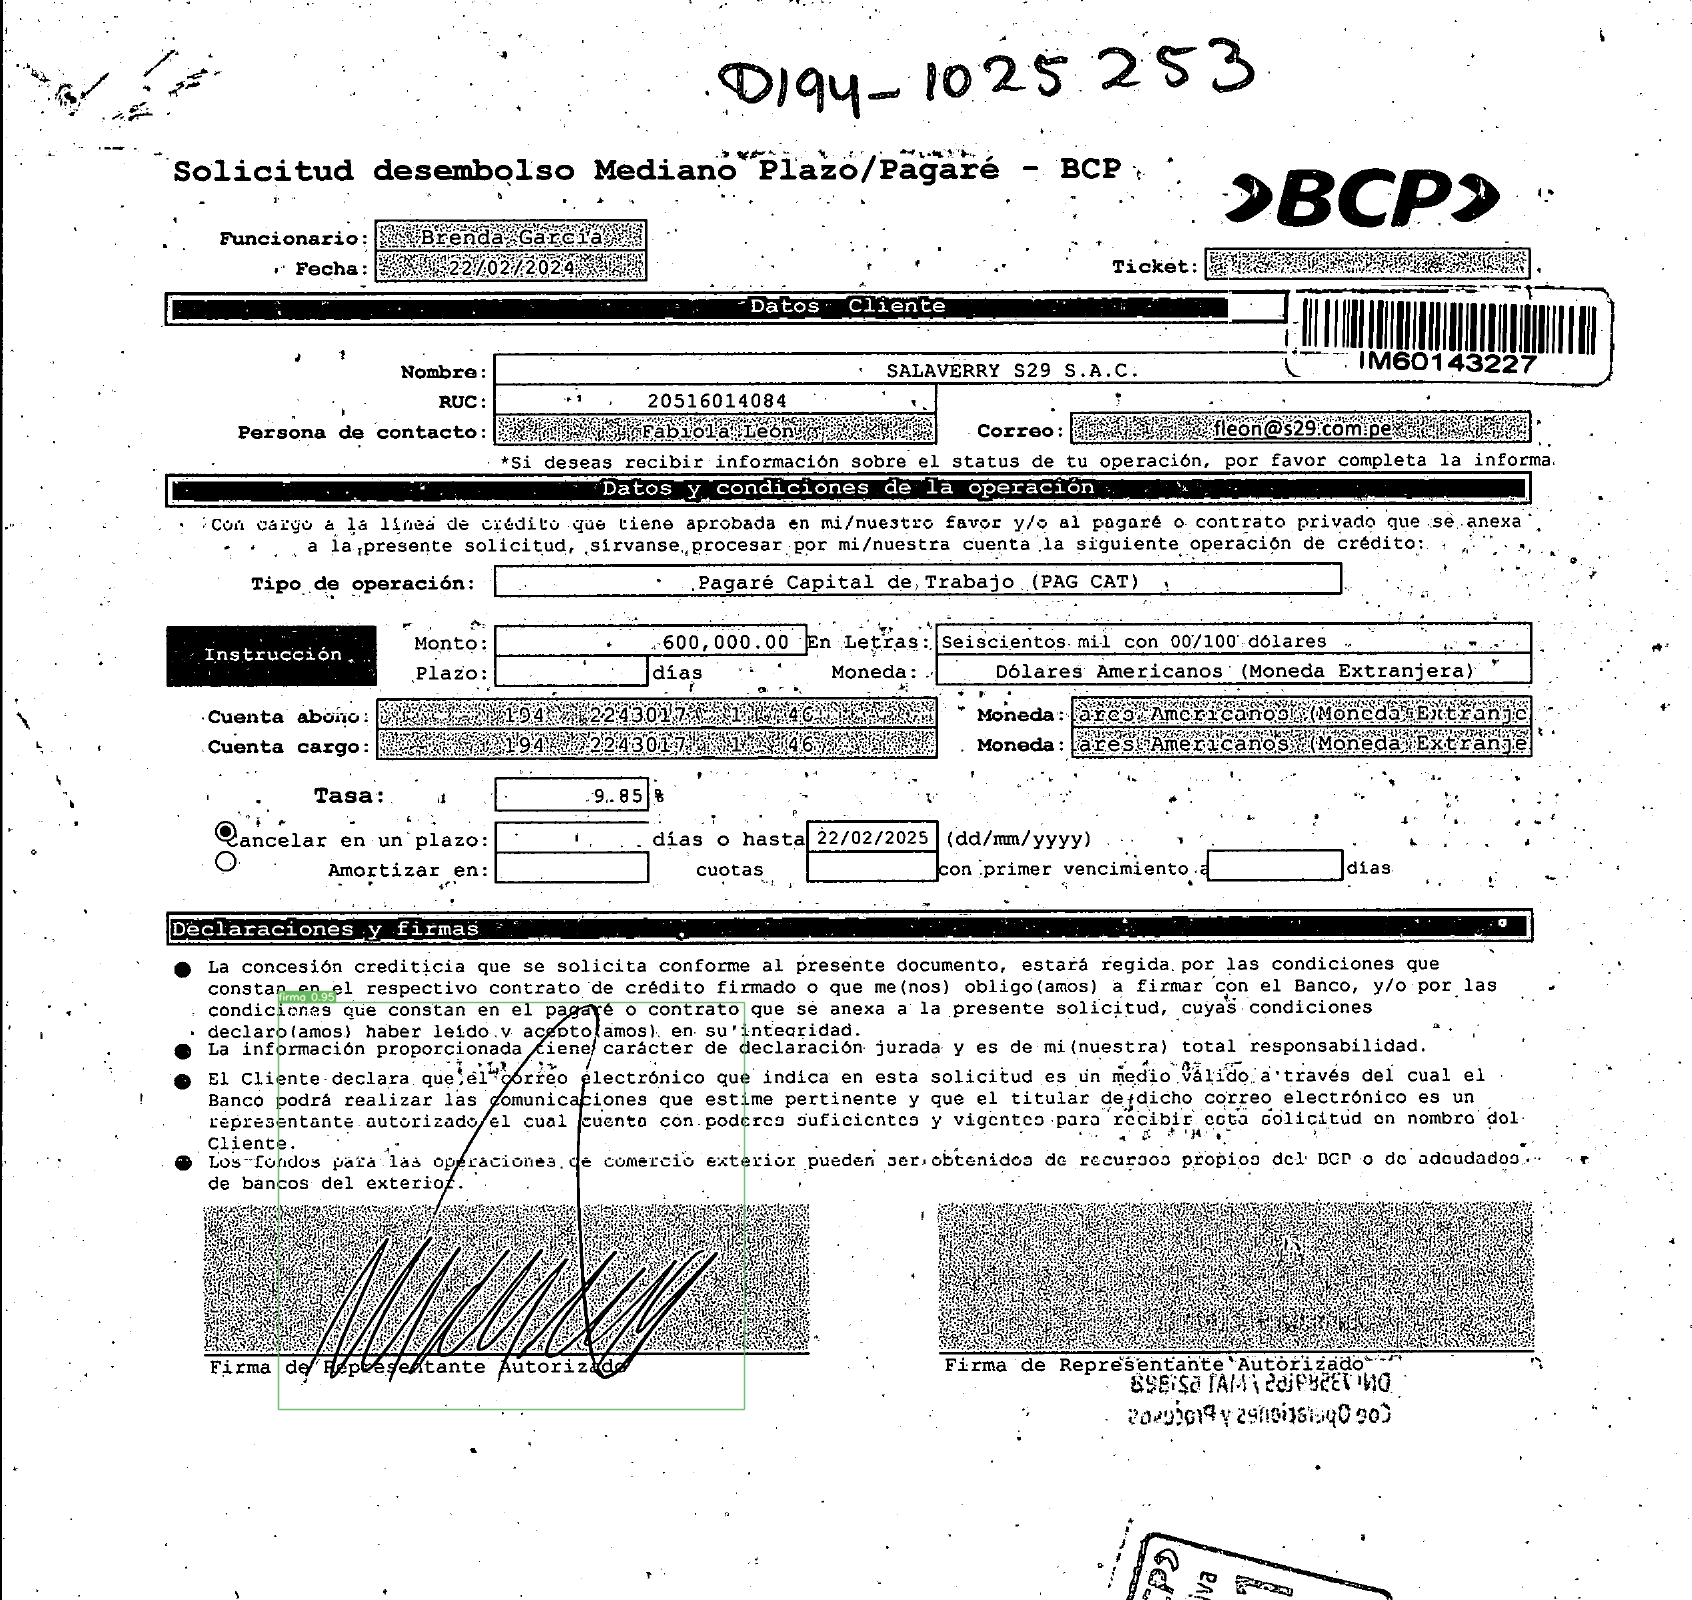 D194-1025253
Solicitud desembolso Mediano Plazo/Pagaré - BCP
BCP
Funcionario: Brenda García
Fecha: 22/02/2024
Ticket:
Datos Cliente
IM60143227
Nombre: SALAVERRY S29 S.A.C.
RUC: 20516014084
Persona de contacto: Fabiola León Correo: fleon@s29.com.pe
*Si deseas recibir información sobre el status de tu operación, por favor completa la informa
Datos y condiciones de la operación
Con cargo a la línea de crédito que tiene aprobada en mi/nuestro favor y/o al pagaré o contrato privado que se anexa
a la presente solicitud, sírvanse procesar por mi/nuestra cuenta la siguiente operación de crédito:
Tipo de operación: Pagaré Capital de Trabajo (PAG CAT)
Instrucción
Monto: 600,000.00 En Letras: Seiscientos mil con 00/100 dólares
Plazo: días Moneda: Dólares Americanos (Moneda Extranjera)
Cuenta abono: 194 2243017 1 46 Moneda: ares Americanos (Moneda Extranje
Cuenta cargo: 194 2243017 1 46 Moneda: ares Americanos (Moneda Extranje
Tasa: 9.85 %
Cancelar en un plazo: días o hasta 22/02/2025 (dd/mm/yyyy)
Amortizar en: cuotas con primer vencimiento a días
Declaraciones y firmas
La concesión crediticia que se solicita conforme al presente documento, estará regida por las condiciones que
constan en el respectivo contrato de crédito firmado o que me(nos) obligo(amos) a firmar con el Banco, y/o por las
condiciones que constan en el pagaré o contrato que se anexa a la presente solicitud, cuyas condiciones
declaro(amos) haber leído y acepto(amos) en su integridad.
La información proporcionada tiene carácter de declaración jurada y es de mi(nuestra) total responsabilidad.
El Cliente declara que el correo electrónico que indica en esta solicitud es un medio válido a través del cual el
Banco podrá realizar las comunicaciones que estime pertinente y que el titular de dicho correo electrónico es un
representante autorizado el cual cuenta con poderes suficientes y vigentes para recibir esta solicitud en nombre del
Cliente.
Los fondos para las operaciones de comercio exterior pueden ser obtenidos de recursos propios del BCP o de adeudados
de bancos del exterior.
firma 0.95
Firma de Representante Autorizado
Firma de Representante Autorizado
Coo Operaciones y Procesos